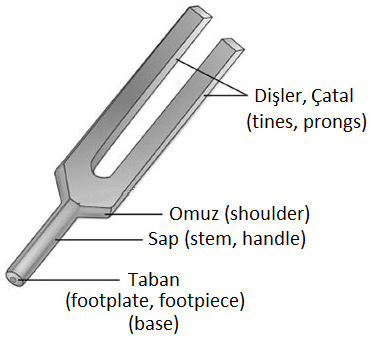 Dişler, Çatal
(tines, prongs)
Omuz (shoulder)
Sap (stem, handle)
Taban
(footplate, footpiece)
(base)